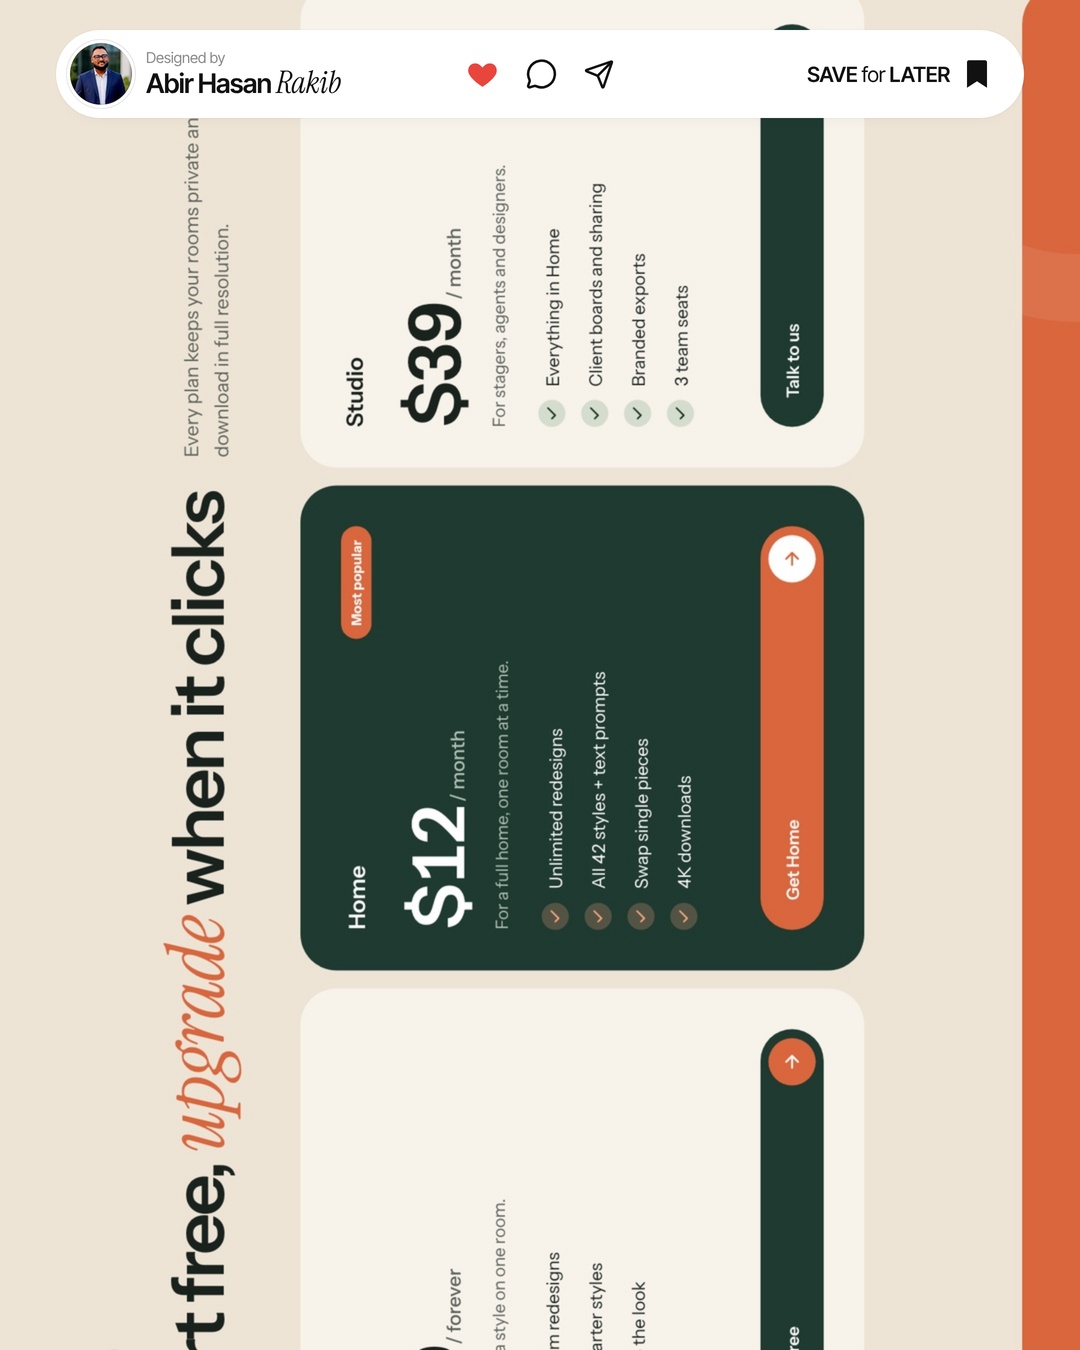 Designed by
Abir Hasan Rakib
SAVE for LATER
rt free, upgrade when it clicks
Every plan keeps your rooms private an
download in full resolution.
/ forever
a style on one room.
m redesigns
arter styles
the look
ree
Home
Most popular
$12 / month
For a full home, one room at a time.
Unlimited redesigns
All 42 styles + text prompts
Swap single pieces
4K downloads
Get Home
Studio
$39 / month
For stagers, agents and designers.
Everything in Home
Client boards and sharing
Branded exports
3 team seats
Talk to us